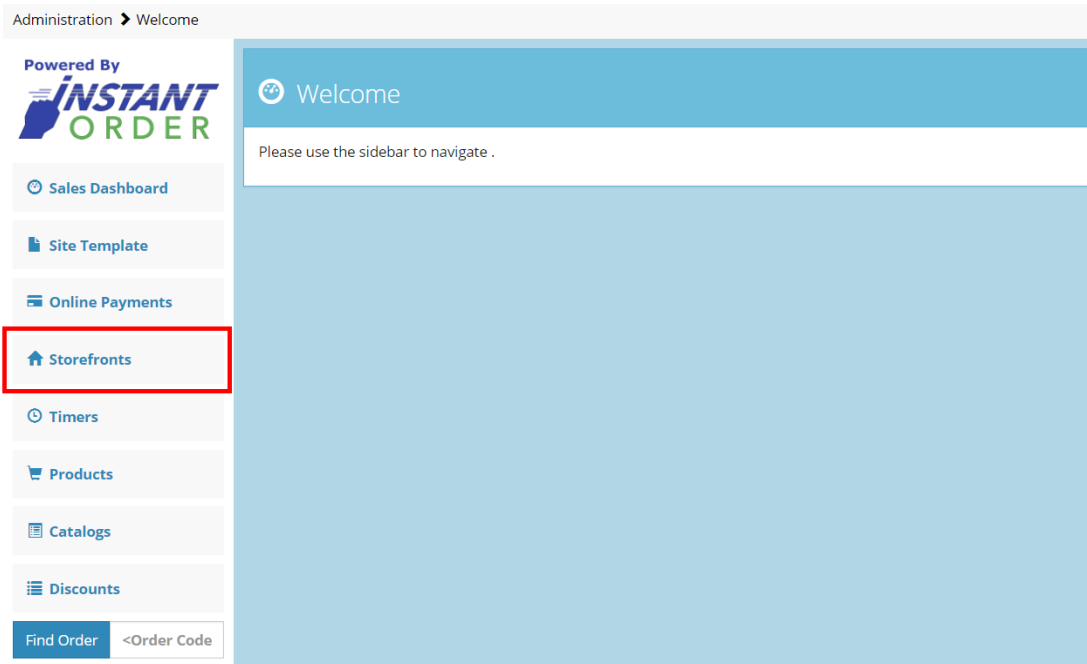 Administration > Welcome
Powered By
INSTANT
ORDER
Welcome
Please use the sidebar to navigate .
Sales Dashboard
Site Template
Online Payments
Storefronts
Timers
Products
Catalogs
Discounts
Find Order <Order Code